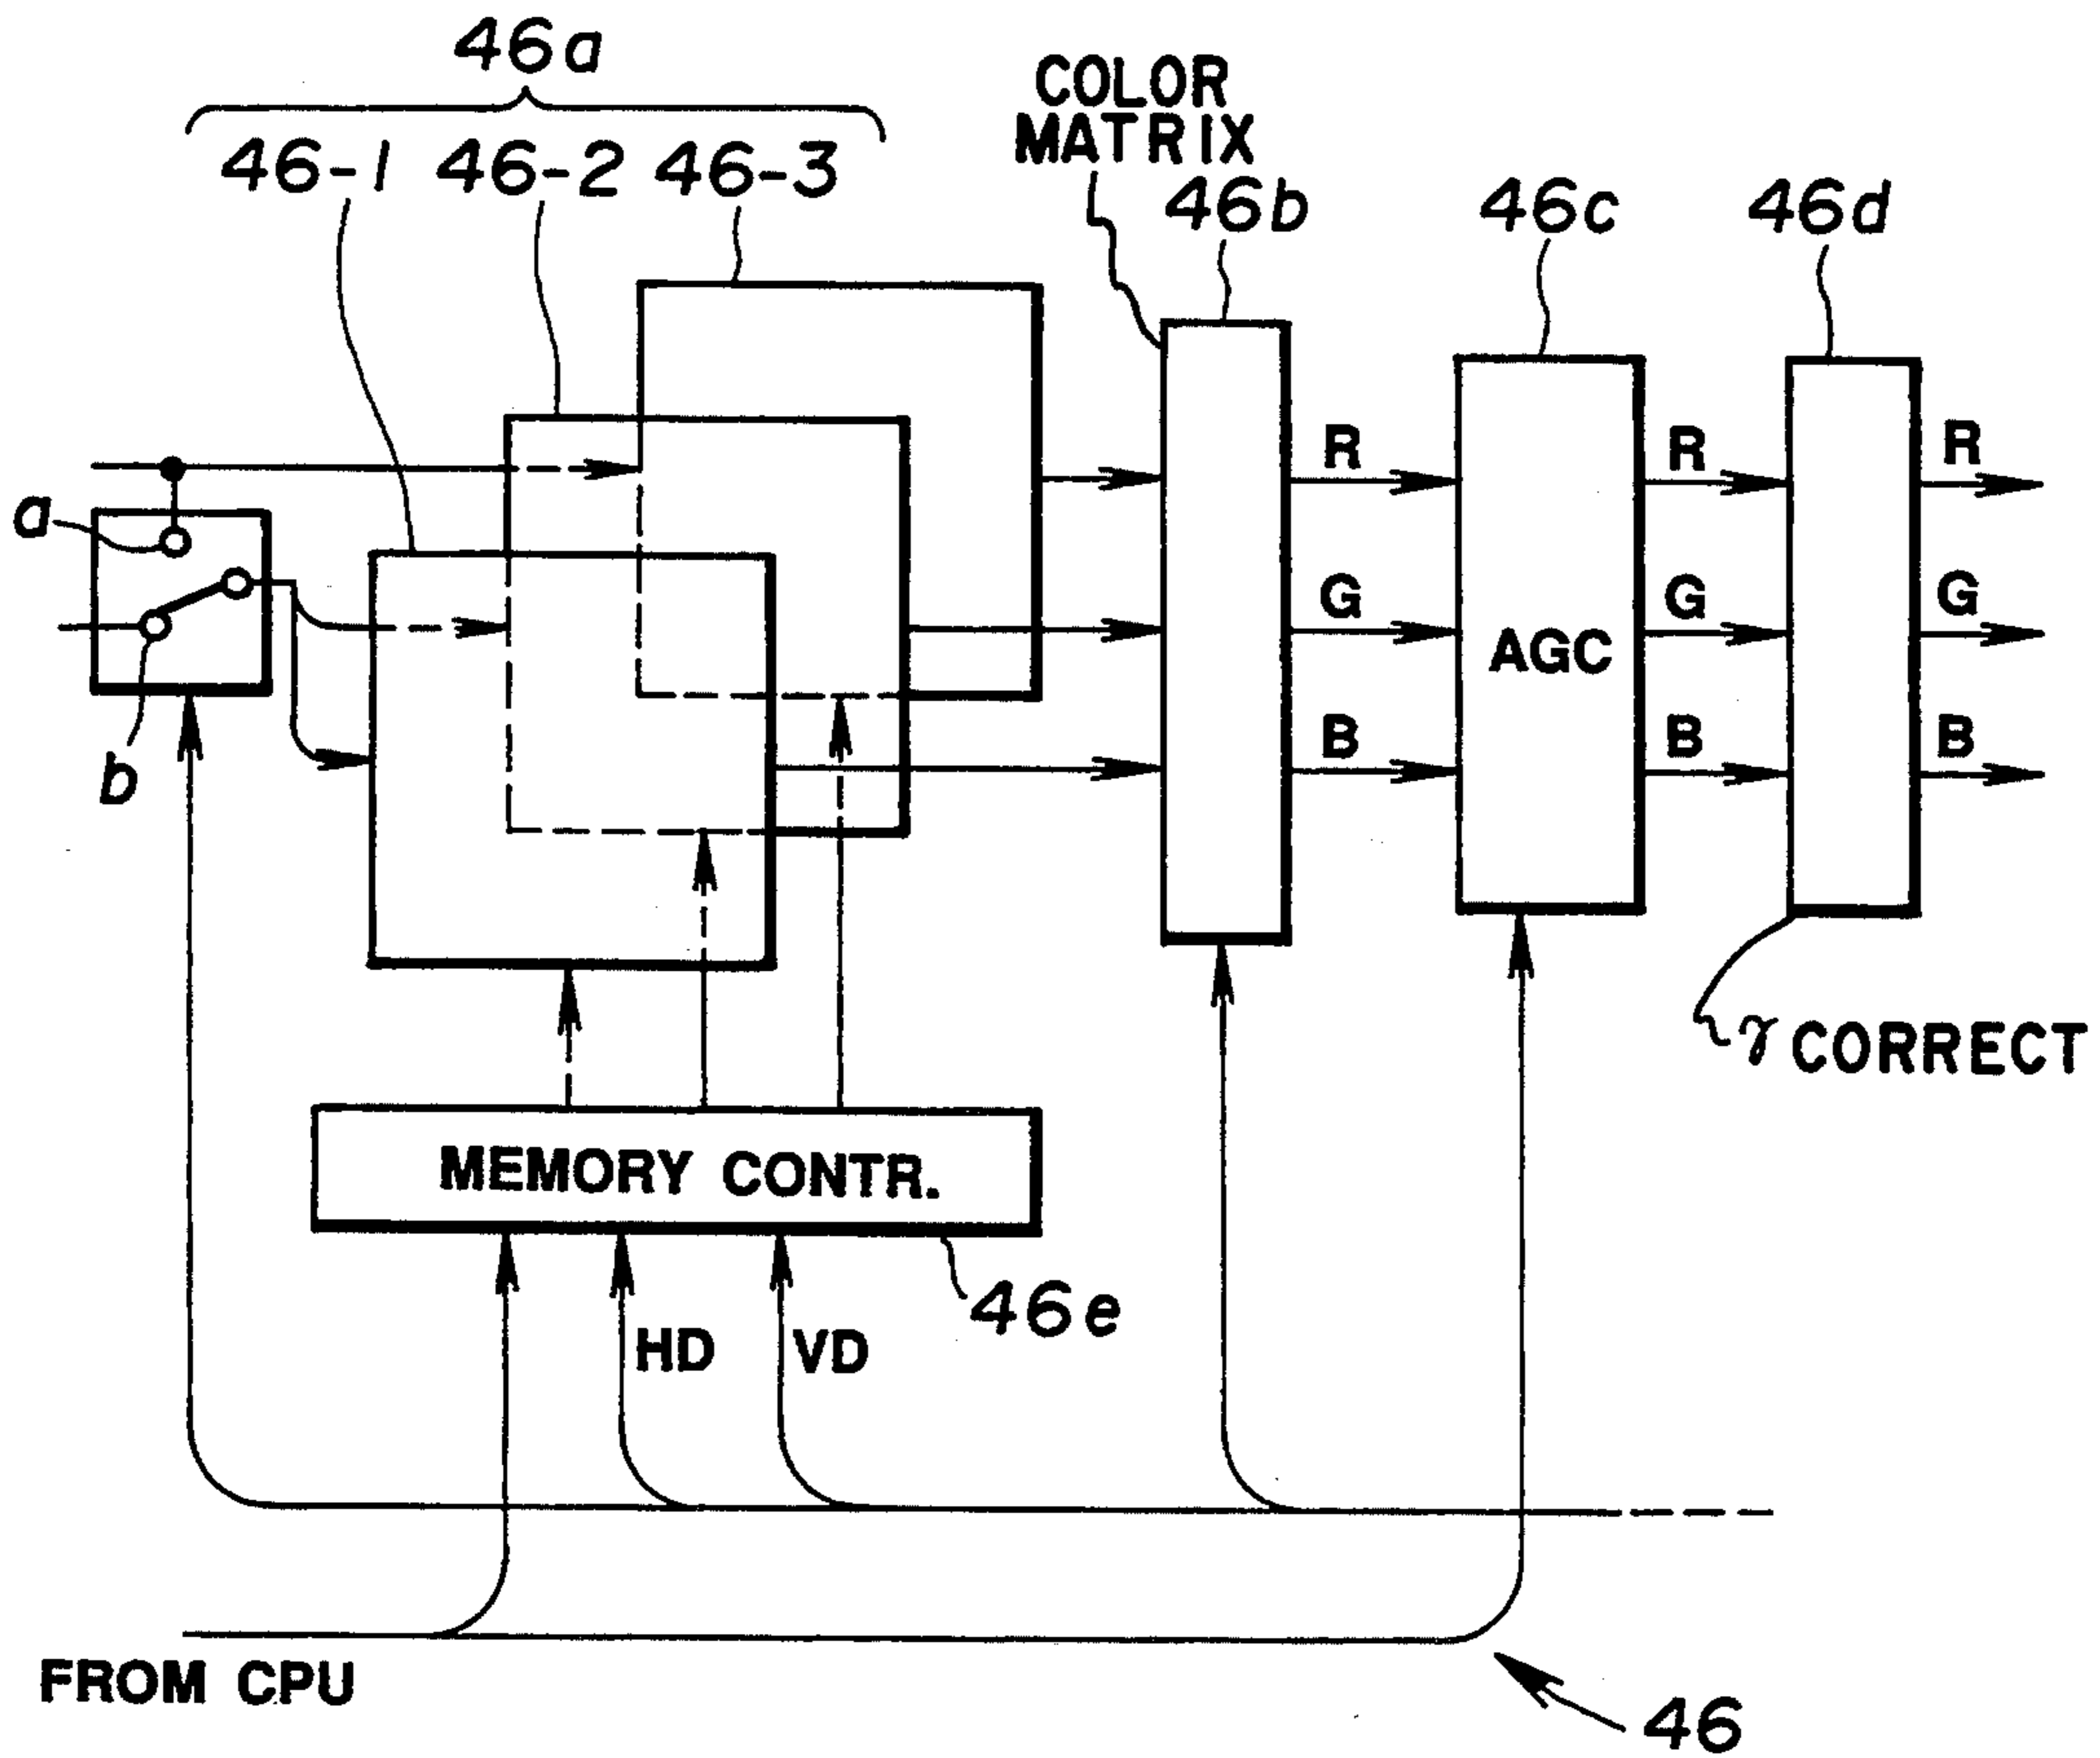 46a
46-1 46-2 46-3
COLOR
MATRIX
46b
46c
46d
a
b
R
R
R
G
G
G
AGC
B
B
B
γ CORRECT
MEMORY CONTR.
46e
HD
VD
FROM CPU
46